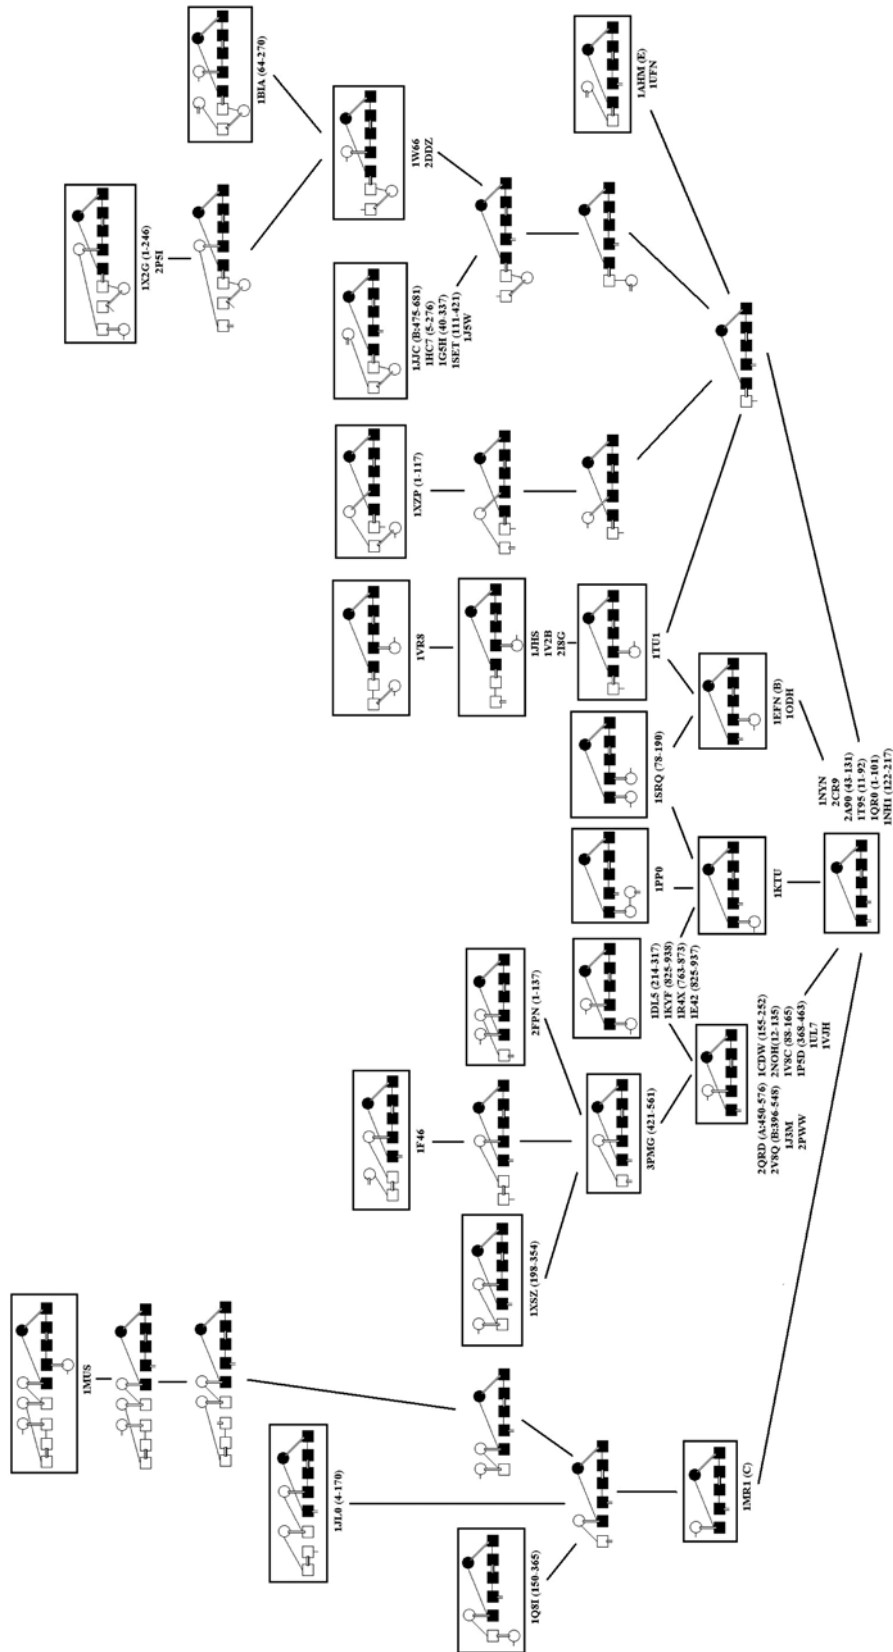 1BIA (64-270)
1X2G (1-246)
2P5I
1W66
2DDZ
1AHM (E)
1UFN
1JJC (B:475-681)
1HC7 (5-276)
1G5H (40-337)
1SET (111-421)
1J5W
1XZP (1-117)
1VR8
1JHS
1V2B
2I8G
1TU1
1SRQ (78-190)
1EFN (B)
1ODH
1NYN
2CR9
2A90 (43-131)
1T95 (11-92)
1QR0 (1-101)
1NH1 (122-217)
1PP0
1KTU
2FPN (1-137)
1DL5 (214-317)
1KYF (825-938)
1R4X (763-873)
1E42 (825-937)
1F46
3PMG (421-561)
1CDW (155-252)
2NOH(12-135)
1V8C (88-165)
1P5D (368-463)
1UL7
1VJH
2QRD (A:450-576)
2V8Q (B:396-548)
1J3M
2PWW
1XSZ (198-354)
1MUS
1JL0 (4-170)
1MR1 (C)
1Q8I (150-365)